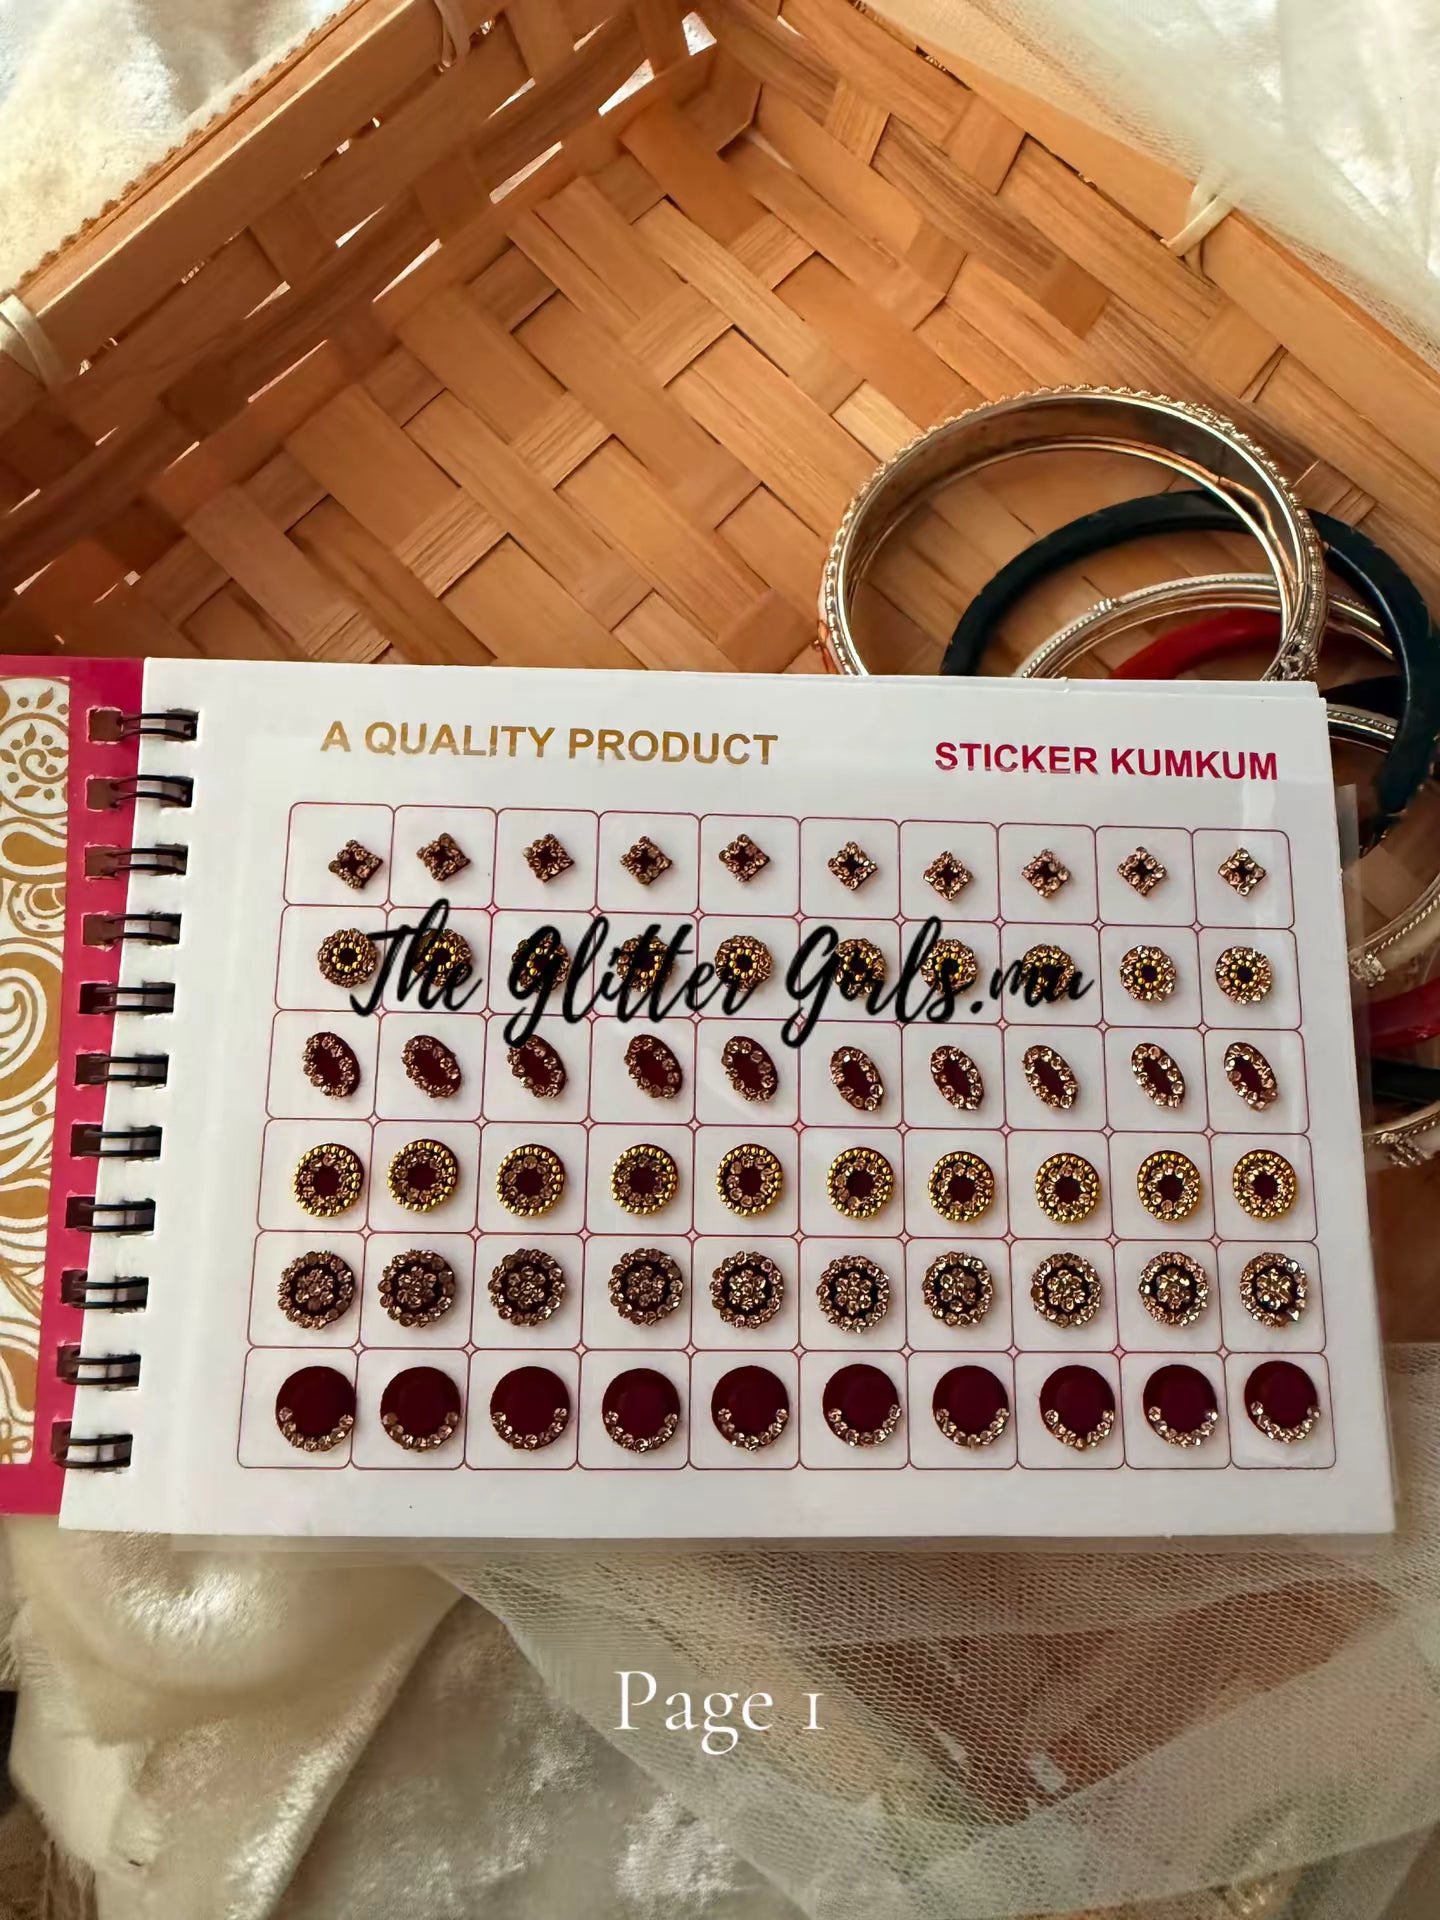 A QUALITY PRODUCT
STICKER KUMKUM
The Glitter Girls.mu
Page 1